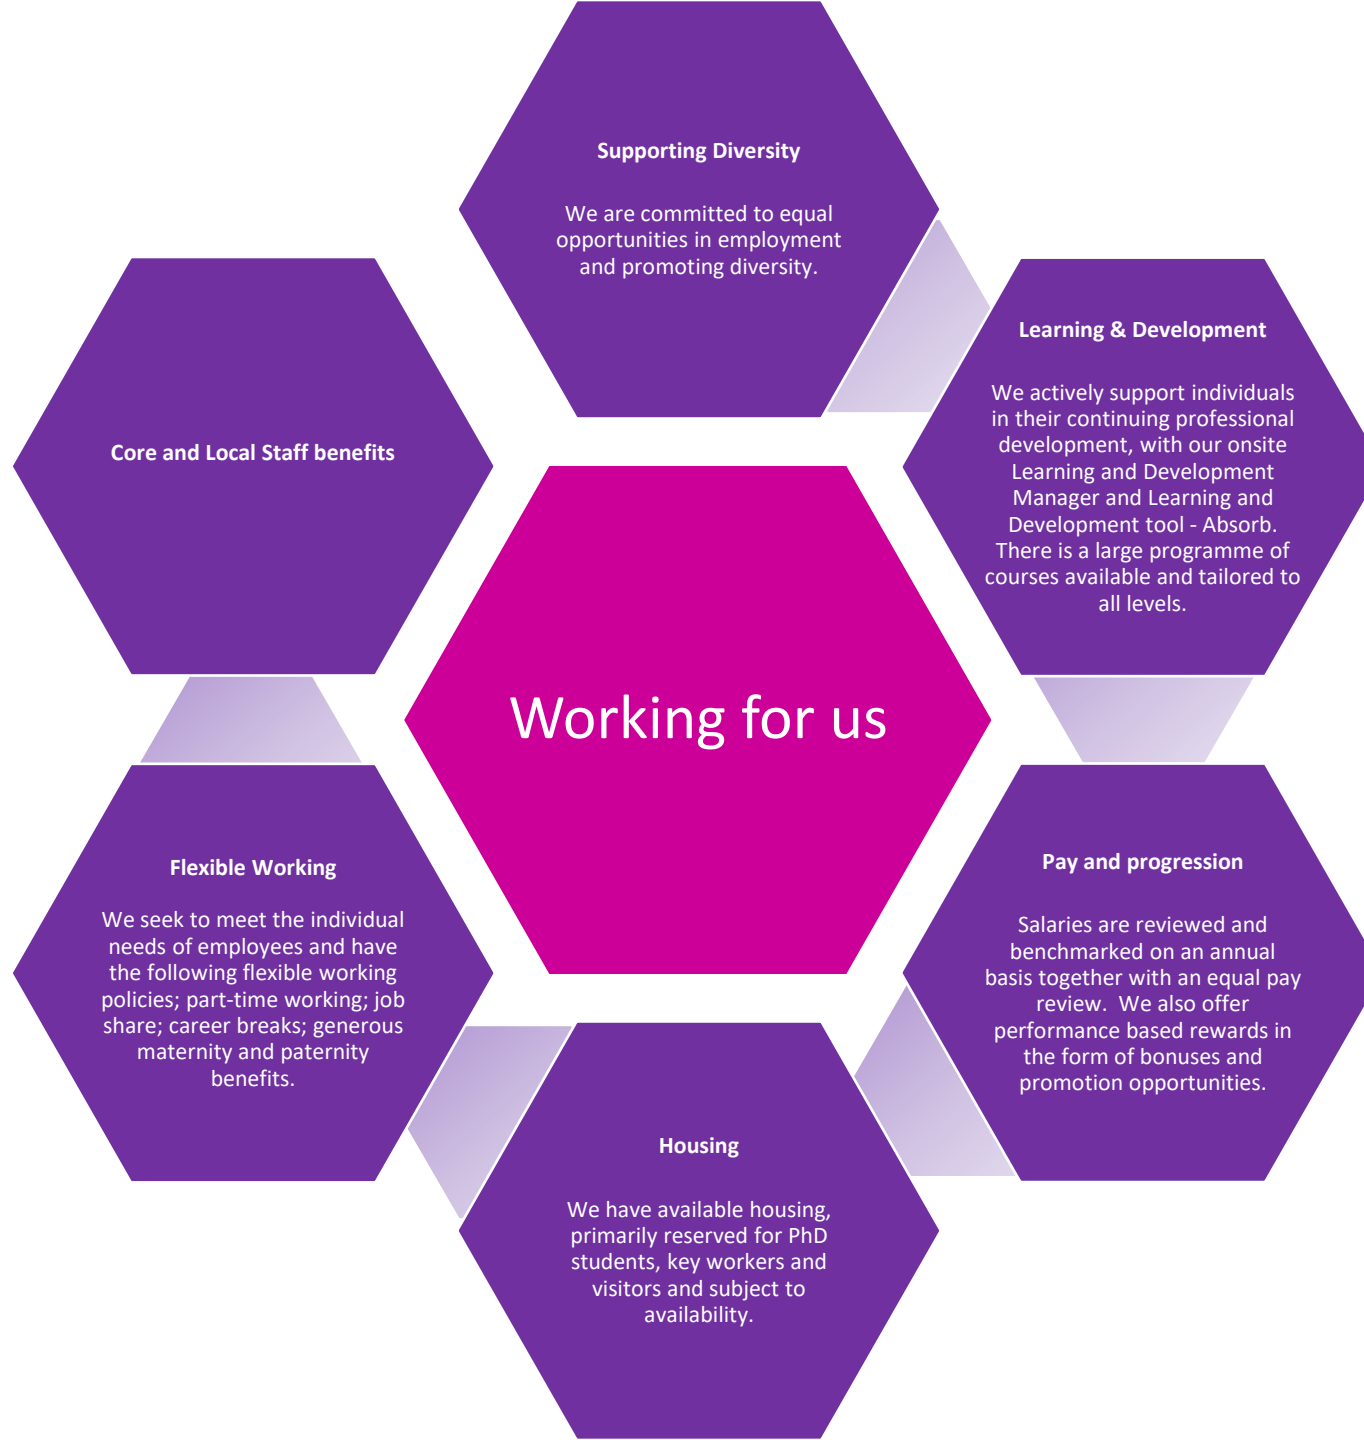 Supporting Diversity
We are committed to equal
opportunities in employment
and promoting diversity.
Learning & Development
We actively support individuals
in their continuing professional
development, with our onsite
Learning and Development
Manager and Learning and
Development tool - Absorb.
There is a large programme of
courses available and tailored to
all levels.
Pay and progression
Salaries are reviewed and
benchmarked on an annual
basis together with an equal pay
review.  We also offer
performance based rewards in
the form of bonuses and
promotion opportunities.
Housing
We have available housing,
primarily reserved for PhD
students, key workers and
visitors and subject to
availability.
Flexible Working
We seek to meet the individual
needs of employees and have
the following flexible working
policies; part-time working; job
share; career breaks; generous
maternity and paternity
benefits.
Core and Local Staff benefits
Working for us